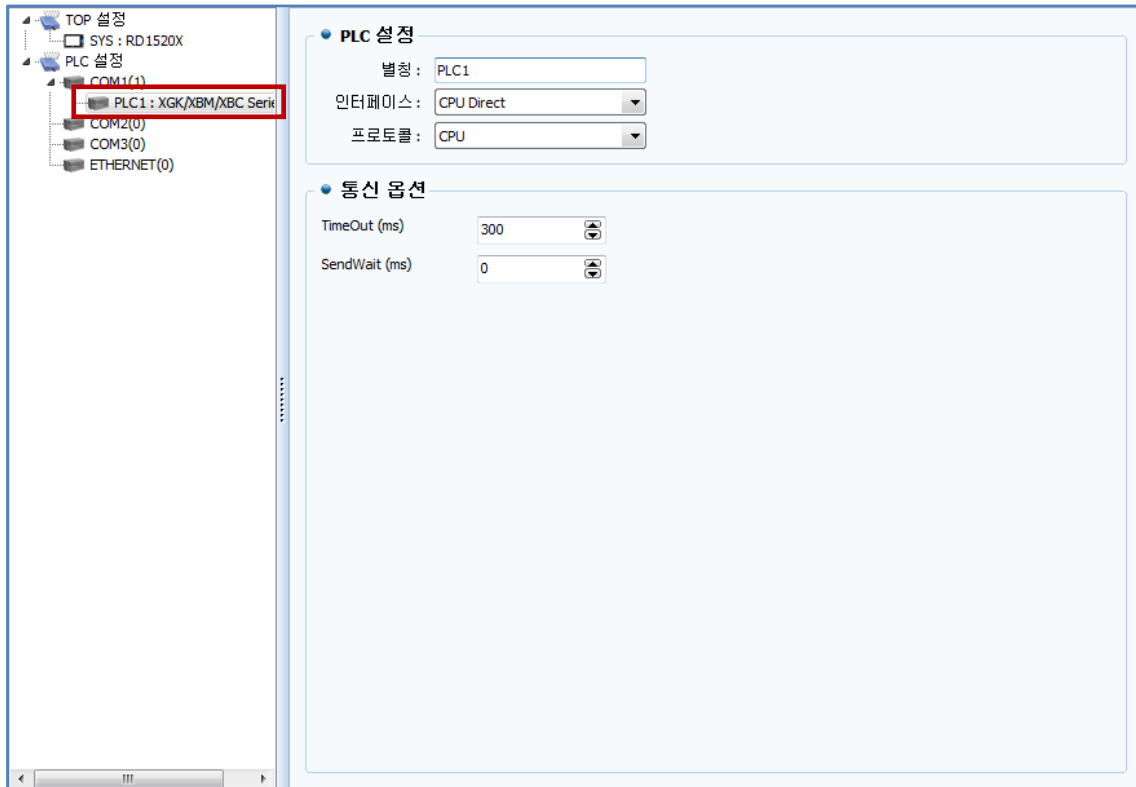 TOP 설정
SYS : RD1520X
PLC 설정
COM1(1)
PLC1 : XGK/XBM/XBC Serie
COM2(0)
COM3(0)
ETHERNET(0)
PLC 설정
별칭 : PLC1
인터페이스 : CPU Direct
프로토콜 : CPU
통신 옵션
TimeOut (ms) 300
SendWait (ms) 0